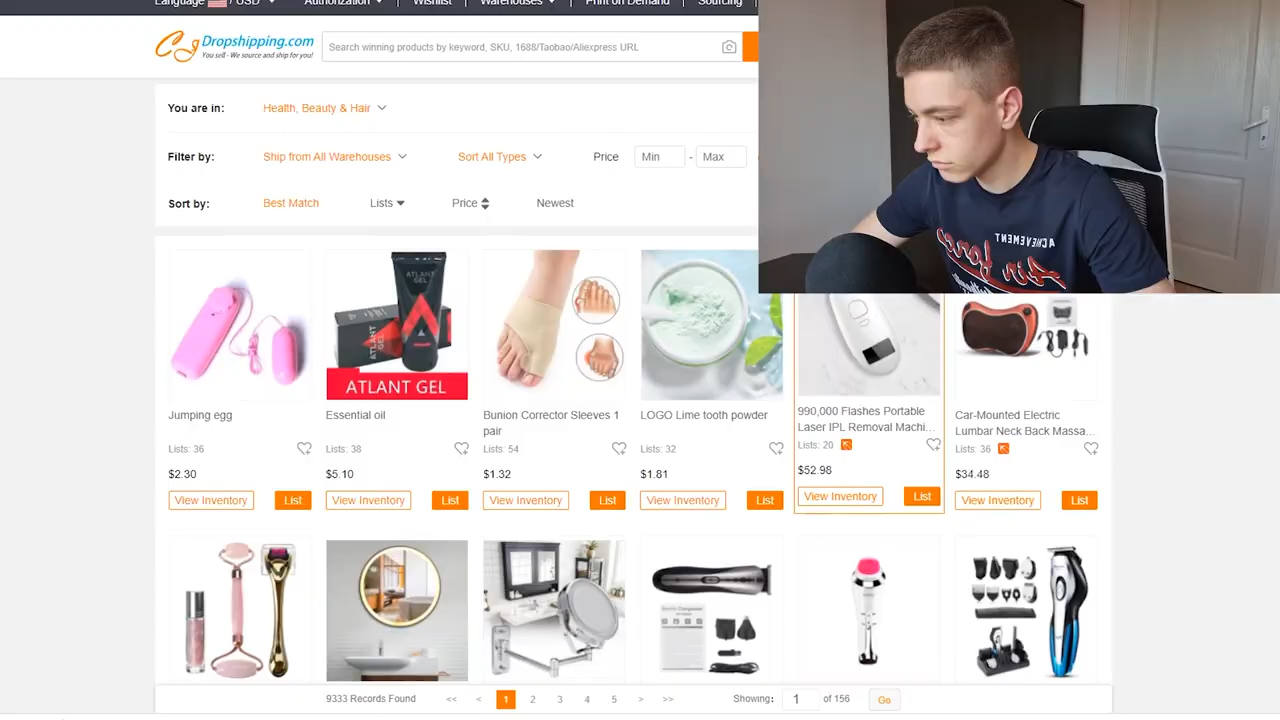 Language / USD Authorization Wishlist Warehouses Print on Demand Sourcing
CJ Dropshipping.com
You sell - We source and ship for you!
Search winning products by keyword, SKU, 1688/Taobao/Aliexpress URL
You are in: Health, Beauty & Hair
Filter by: Ship from All Warehouses Sort All Types Price Min - Max
Sort by: Best Match Lists Price Newest
ACHIEVEMENT
Air force
ATLANT GEL
ATLANT GEL
ATLANT GEL
Jumping egg
Lists: 36
$2.30
View Inventory List
Essential oil
Lists: 38
$5.10
View Inventory List
Bunion Corrector Sleeves 1
pair
Lists: 54
$1.32
View Inventory List
LOGO Lime tooth powder
Lists: 32
$1.81
View Inventory List
990,000 Flashes Portable
Laser IPL Removal Machi...
Lists: 20
$52.98
View Inventory List
Car-Mounted Electric
Lumbar Neck Back Massa...
Lists: 36
$34.48
View Inventory List
9333 Records Found << < 1 2 3 4 5 > >> Showing: 1 of 156 Go